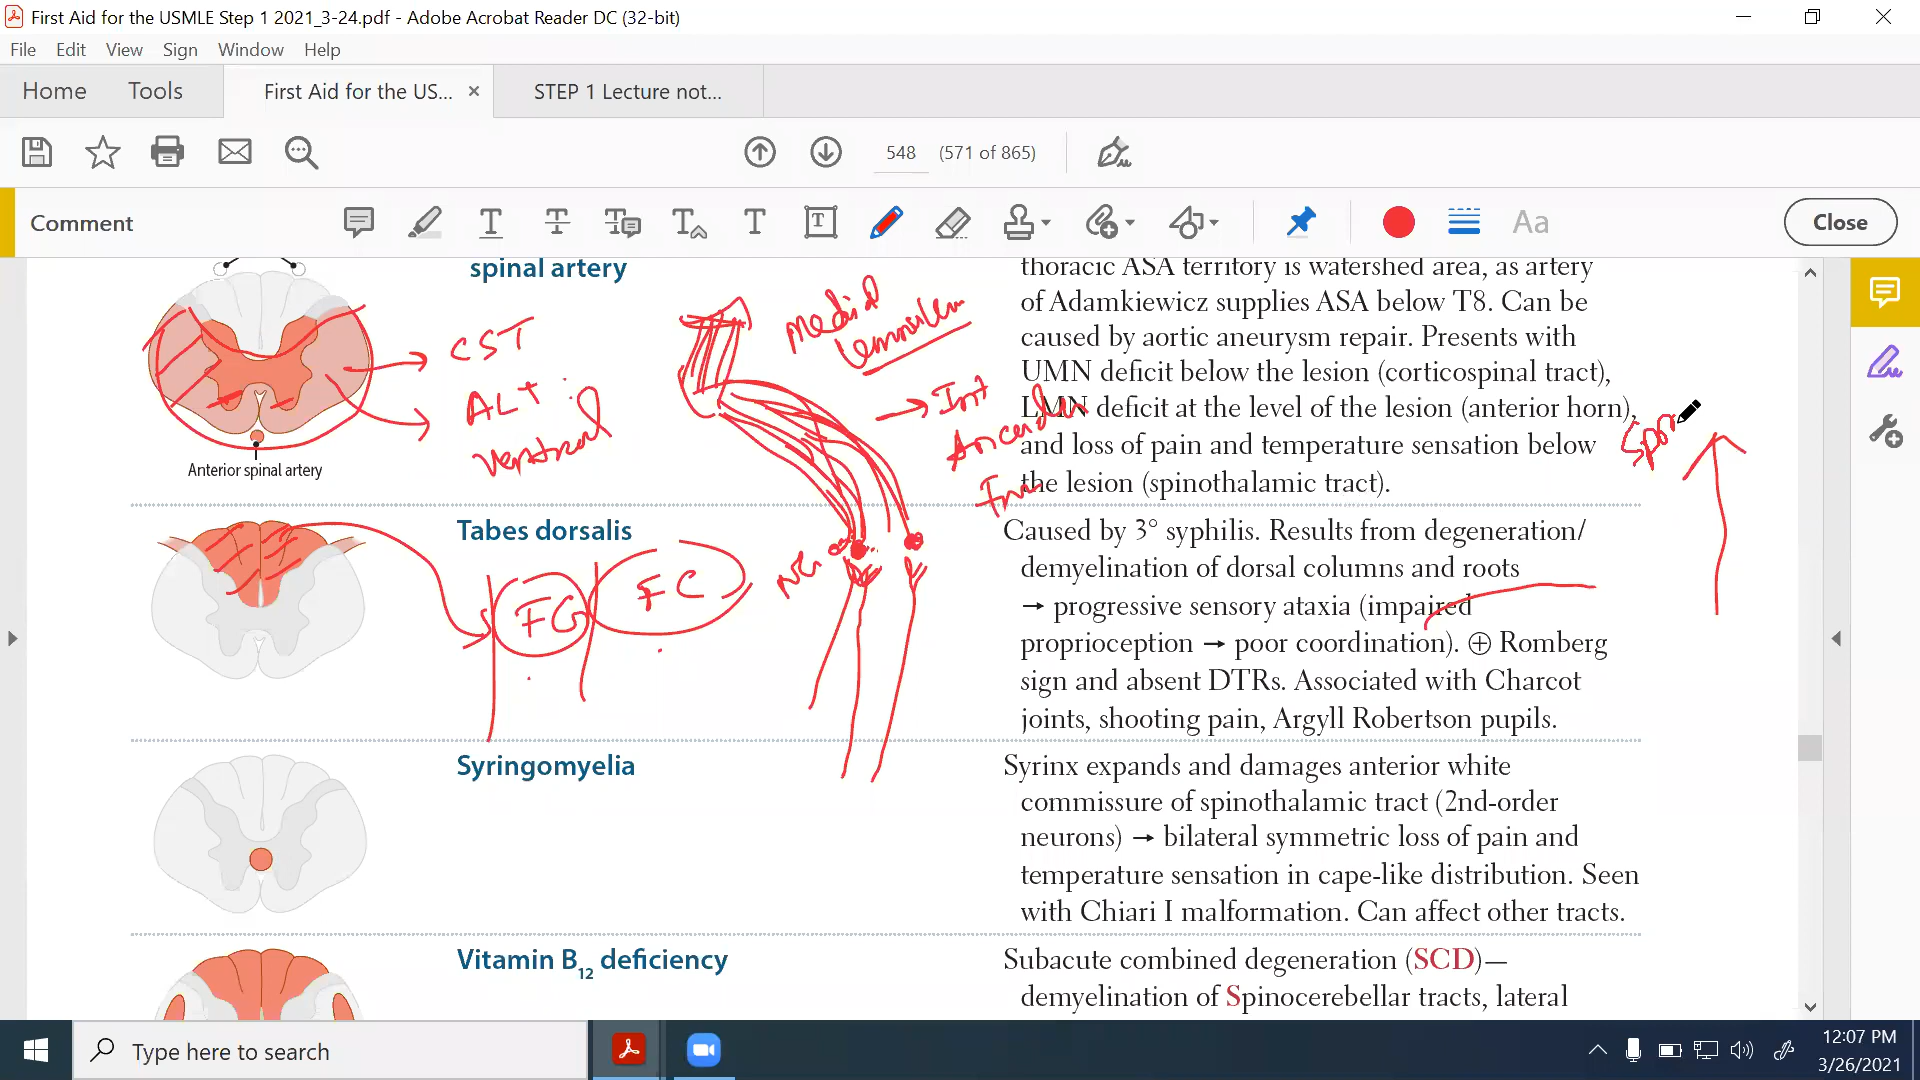 First Aid for the USMLE Step 1 2021_3-24.pdf - Adobe Acrobat Reader DC (32-bit)
File Edit View Sign Window Help
Home Tools First Aid for the US... × STEP 1 Lecture not...
548 (571 of 865)
Comment
T T T T T T Aa Close
spinal artery
thoracic ASA territory is watershed area, as artery
of Adamkiewicz supplies ASA below T8. Can be
caused by aortic aneurysm repair. Presents with
UMN deficit below the lesion (corticospinal tract),
LMN deficit at the level of the lesion (anterior horn),
and loss of pain and temperature sensation below
the lesion (spinothalamic tract).
CST
ALT
ventral
Medial
lemniscus
Anterior spinal artery
Tabes dorsalis
Caused by 3° syphilis. Results from degeneration/
demyelination of dorsal columns and roots
→ progressive sensory ataxia (impaired
proprioception → poor coordination). ⊕ Romberg
sign and absent DTRs. Associated with Charcot
joints, shooting pain, Argyll Robertson pupils.
FG
FC
Syringomyelia
Syrinx expands and damages anterior white
commissure of spinothalamic tract (2nd-order
neurons) → bilateral symmetric loss of pain and
temperature sensation in cape-like distribution. Seen
with Chiari I malformation. Can affect other tracts.
Vitamin B12 deficiency
Subacute combined degeneration (SCD)—
demyelination of Spinocerebellar tracts, lateral
Type here to search
12:07 PM
3/26/2021